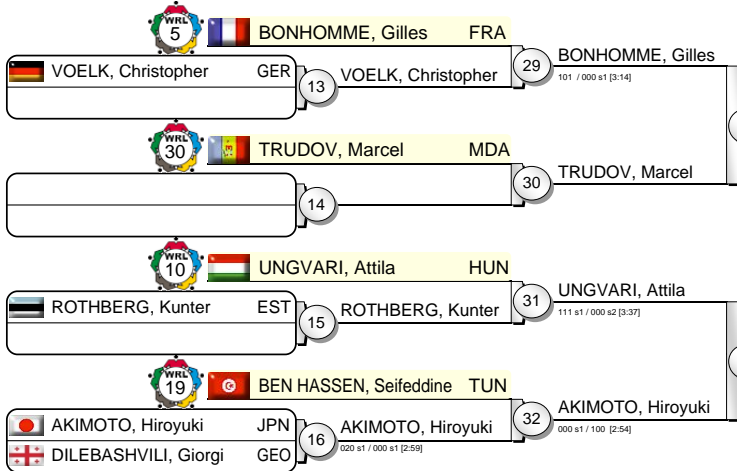 WRL 5 BONHOMME, Gilles FRA
VOELK, Christopher GER
13 VOELK, Christopher
29 BONHOMME, Gilles
101 / 000 s1 [3:14]
WRL 30 TRUDOV, Marcel MDA
14
30 TRUDOV, Marcel
WRL 10 UNGVARI, Attila HUN
ROTHBERG, Kunter EST
15 ROTHBERG, Kunter
31 UNGVARI, Attila
111 s1 / 000 s2 [3:37]
WRL 19 BEN HASSEN, Seifeddine TUN
AKIMOTO, Hiroyuki JPN
DILEBASHVILI, Giorgi GEO
16 AKIMOTO, Hiroyuki
020 s1 / 000 s1 [2:59]
32 AKIMOTO, Hiroyuki
000 s1 / 100 [2:54]